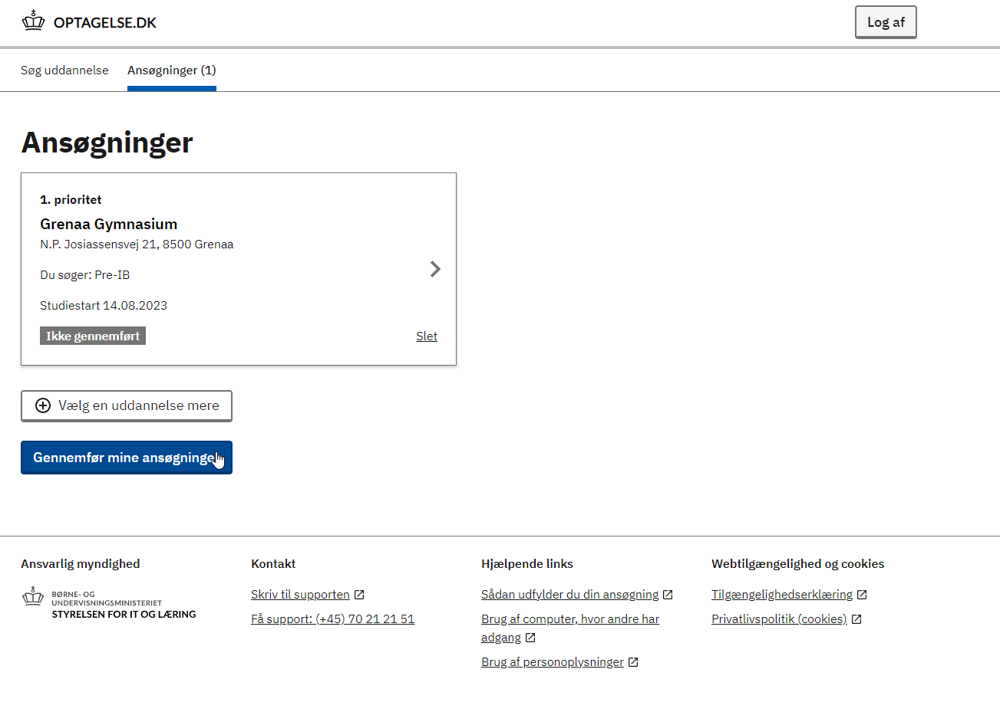 OPTAGELSE.DK
Log af
Søg uddannelse
Ansøgninger (1)
Ansøgninger
1. prioritet
Grenaa Gymnasium
N.P. Josiassensvej 21, 8500 Grenaa
Du søger: Pre-IB
Studiestart 14.08.2023
Ikke gennemført
Slet
Vælg en uddannelse mere
Gennemfør mine ansøgninge
Ansvarlig myndighed
BØRNE- OG
UNDERVISNINGSMINISTERIET
STYRELSEN FOR IT OG LÆRING
Kontakt
Skriv til supporten
Få support: (+45) 70 21 21 51
Hjælpende links
Sådan udfylder du din ansøgning
Brug af computer, hvor andre har
adgang
Brug af personoplysninger
Webtilgængelighed og cookies
Tilgængelighedserklæring
Privatlivspolitik (cookies)